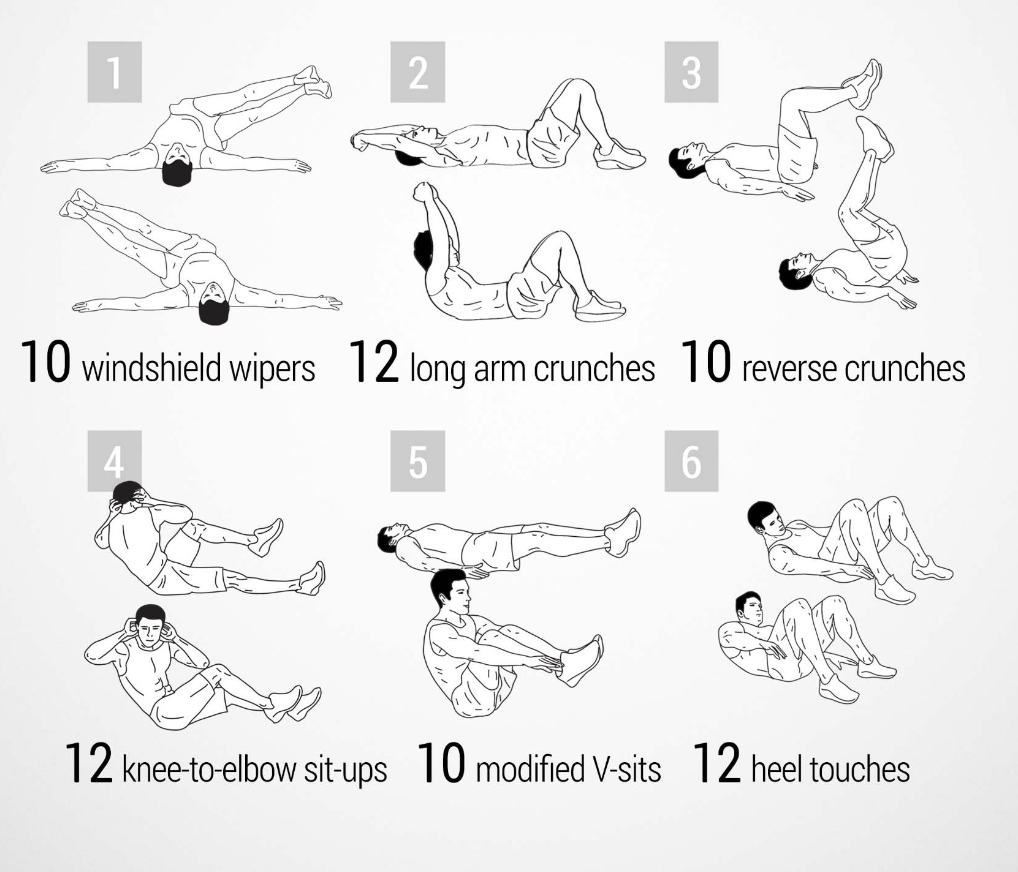 1
2
3
10 windshield wipers
12 long arm crunches
10 reverse crunches
4
5
6
12 knee-to-elbow sit-ups
10 modified V-sits
12 heel touches